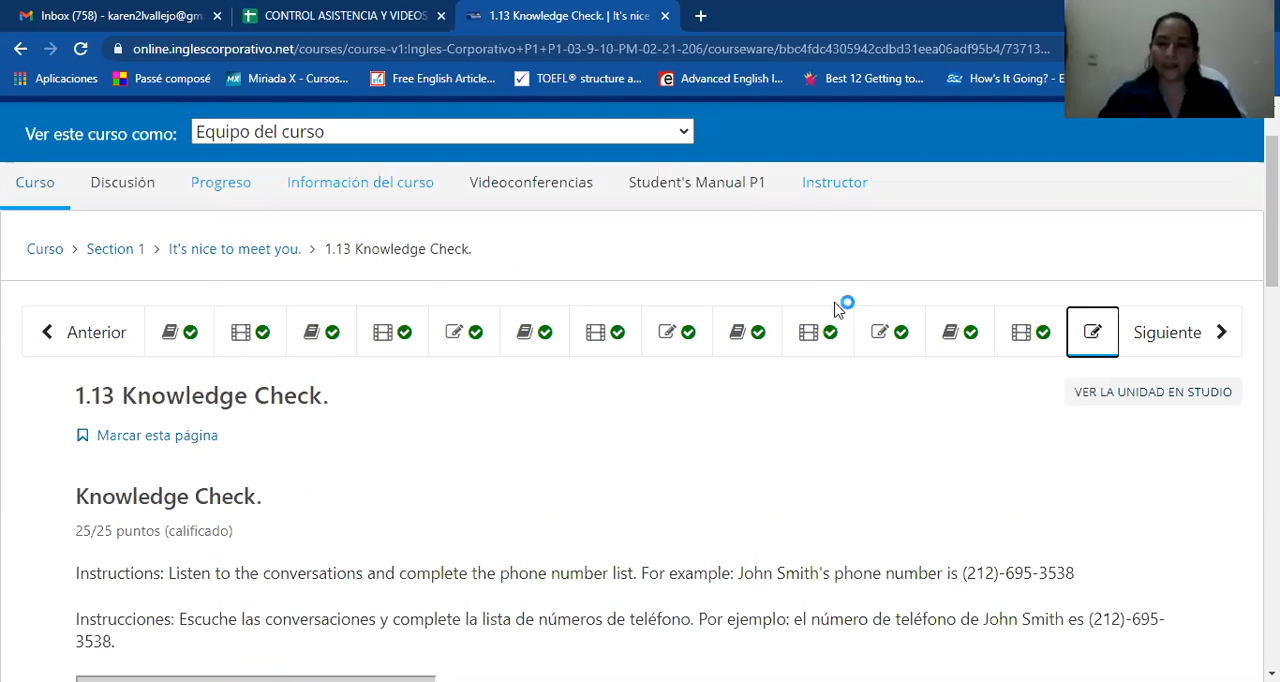 Inbox (758) - karen2lvallejo@gm
CONTROL ASISTENCIA Y VIDEOS
1.13 Knowledge Check. | It's nice
online.inglescorporativo.net/courses/course-v1:Ingles-Corporativo+P1+P1-03-9-10-PM-02-21-206/courseware/bbc4fdc4305942cdbd31eea06adf95b4/73713...
Aplicaciones
Passé composé
Miriada X - Cursos...
Free English Article...
TOEFL® structure a...
Advanced English l...
Best 12 Getting to...
How's It Going? - E
Ver este curso como:
Equipo del curso
Curso
Discusión
Progreso
Información del curso
Videoconferencias
Student's Manual P1
Instructor
Curso > Section 1 > It's nice to meet you. > 1.13 Knowledge Check.
Anterior
Siguiente
1.13 Knowledge Check.
VER LA UNIDAD EN STUDIO
Marcar esta página
Knowledge Check.
25/25 puntos (calificado)
Instructions: Listen to the conversations and complete the phone number list. For example: John Smith's phone number is (212)-695-3538
Instrucciones: Escuche las conversaciones y complete la lista de números de teléfono. Por ejemplo: el número de teléfono de John Smith es (212)-695-
3538.